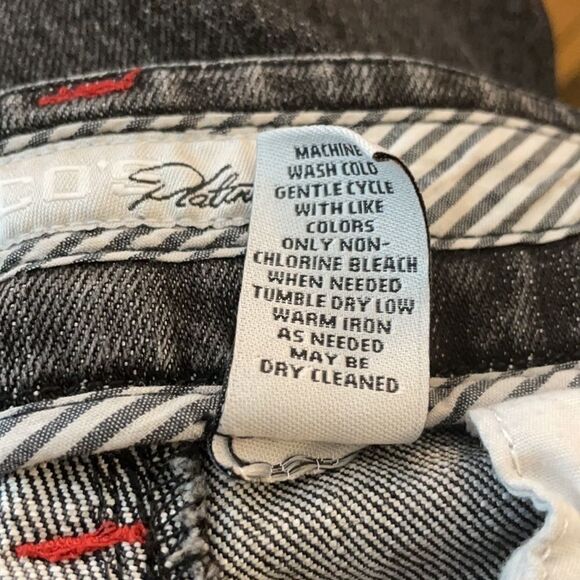 CO'S
MACHINE
WASH COLD
GENTLE CYCLE
WITH LIKE
COLORS
ONLY NON-
CHLORINE BLEACH
WHEN NEEDED
TUMBLE DRY LOW
WARM IRON
AS NEEDED
MAY BE
DRY CLEANED